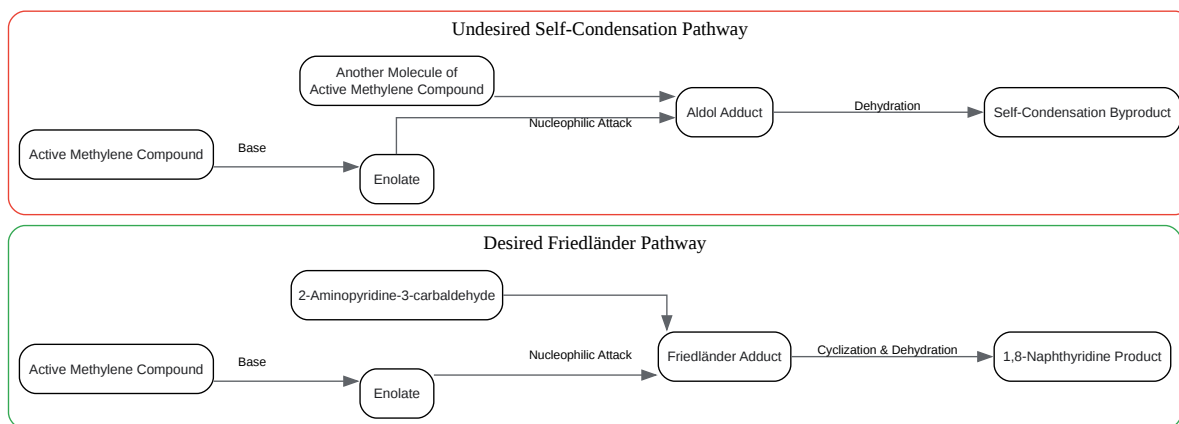 Undesired Self-Condensation Pathway
Another Molecule of
Active Methylene Compound
Aldol Adduct
Dehydration
Self-Condensation Byproduct
Nucleophilic Attack
Active Methylene Compound
Base
Enolate
Desired Friedländer Pathway
2-Aminopyridine-3-carbaldehyde
Active Methylene Compound
Base
Enolate
Nucleophilic Attack
Friedländer Adduct
Cyclization & Dehydration
1,8-Naphthyridine Product